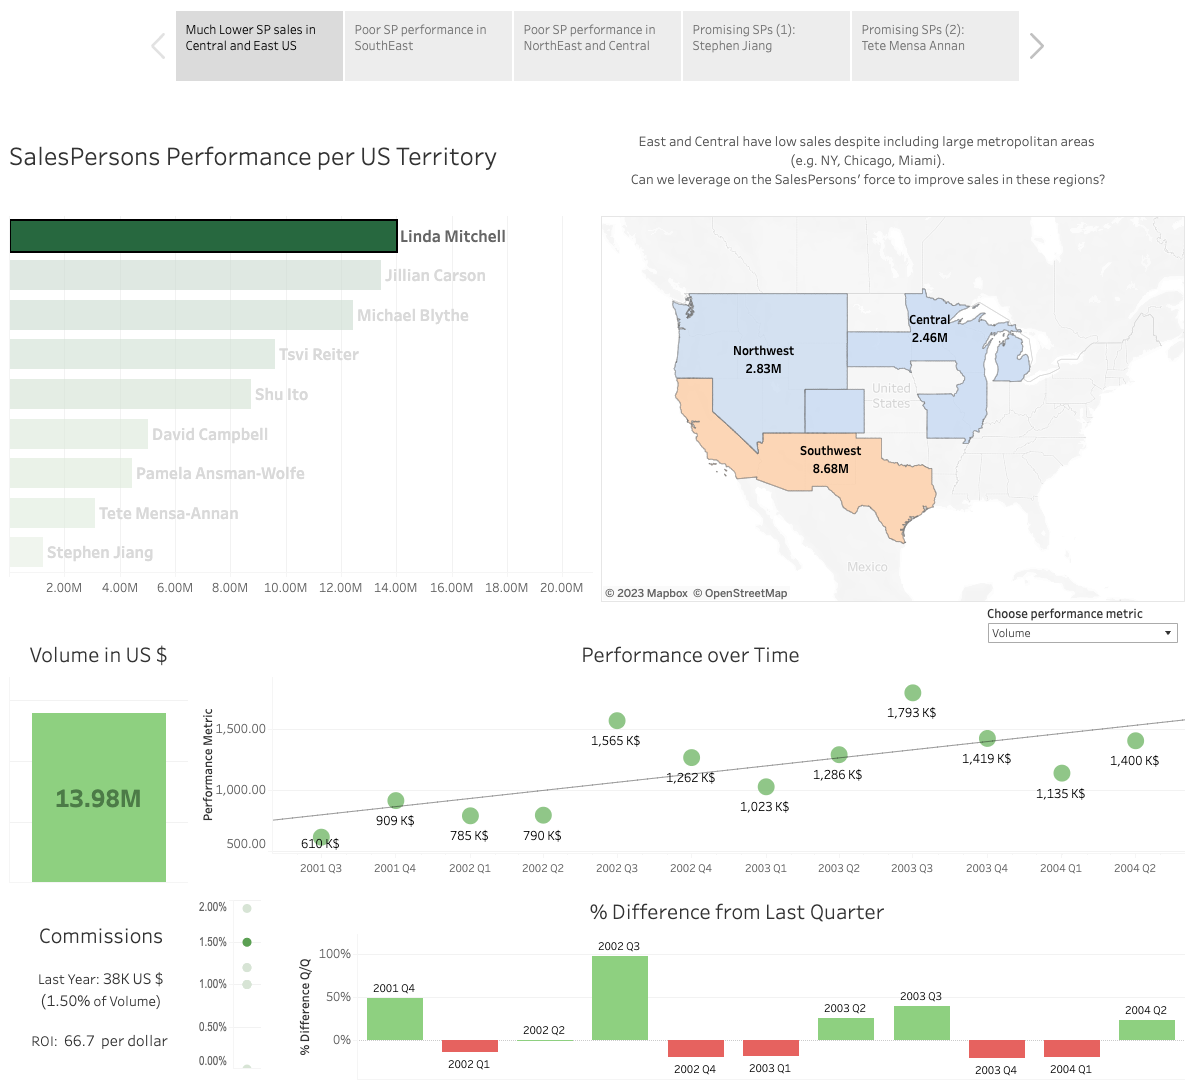 Much Lower SP sales in
Central and East US
Poor SP performance in
SouthEast
Poor SP performance in
NorthEast and Central
Promising SPs (1):
Stephen Jiang
Promising SPs (2):
Tete Mensa Annan
SalesPersons Performance per US Territory
East and Central have low sales despite including large metropolitan areas
(e.g. NY, Chicago, Miami).
Can we leverage on the SalesPersons' force to improve sales in these regions?
Linda Mitchell
Jillian Carson
Michael Blythe
Tsvi Reiter
Shu Ito
David Campbell
Pamela Ansman-Wolfe
Tete Mensa-Annan
Stephen Jiang
2.00M 4.00M 6.00M 8.00M 10.00M 12.00M 14.00M 16.00M 18.00M 20.00M
Central
2.46M
Northwest
2.83M
United
States
Southwest
8.68M
Mexico
© 2023 Mapbox © OpenStreetMap
Choose performance metric
Volume
Volume in US $
13.98M
Performance over Time
Performance Metric
1,500.00
1,000.00
500.00
610 K$
909 K$
785 K$
790 K$
1,565 K$
1,262 K$
1,023 K$
1,286 K$
1,793 K$
1,419 K$
1,135 K$
1,400 K$
2001 Q3 2001 Q4 2002 Q1 2002 Q2 2002 Q3 2002 Q4 2003 Q1 2003 Q2 2003 Q3 2003 Q4 2004 Q1 2004 Q2
Commissions
Last Year: 38K US $
(1.50% of Volume)
ROI: 66.7 per dollar
2.00%
1.50%
1.00%
0.50%
0.00%
% Difference from Last Quarter
% Difference Q/Q
100%
50%
0%
2001 Q4
2002 Q1
2002 Q2
2002 Q3
2002 Q4
2003 Q1
2003 Q2
2003 Q3
2003 Q4
2004 Q1
2004 Q2